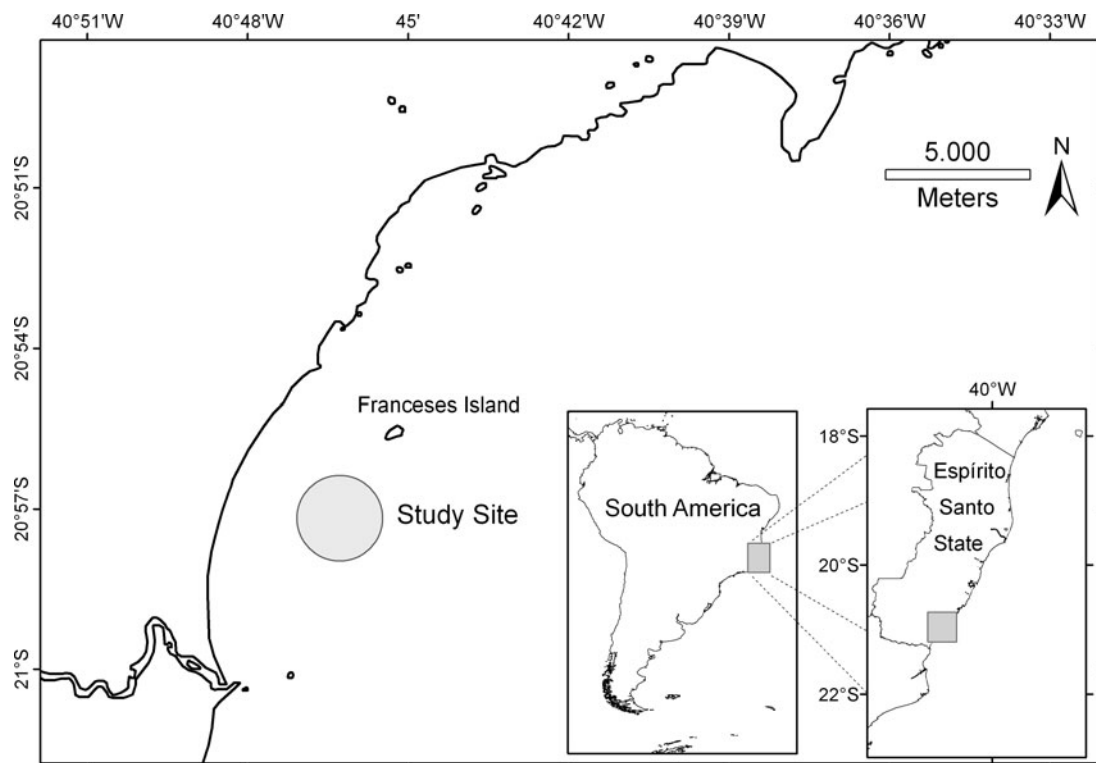 40°51'W
40°48'W
45'
40°42'W
40°39'W
40°36'W
40°33'W
20°51'S
20°54'S
20°57'S
21°S
5.000
Meters
N
Franceses Island
Study Site
South America
40°W
18°S
20°S
22°S
Espírito
Santo
State